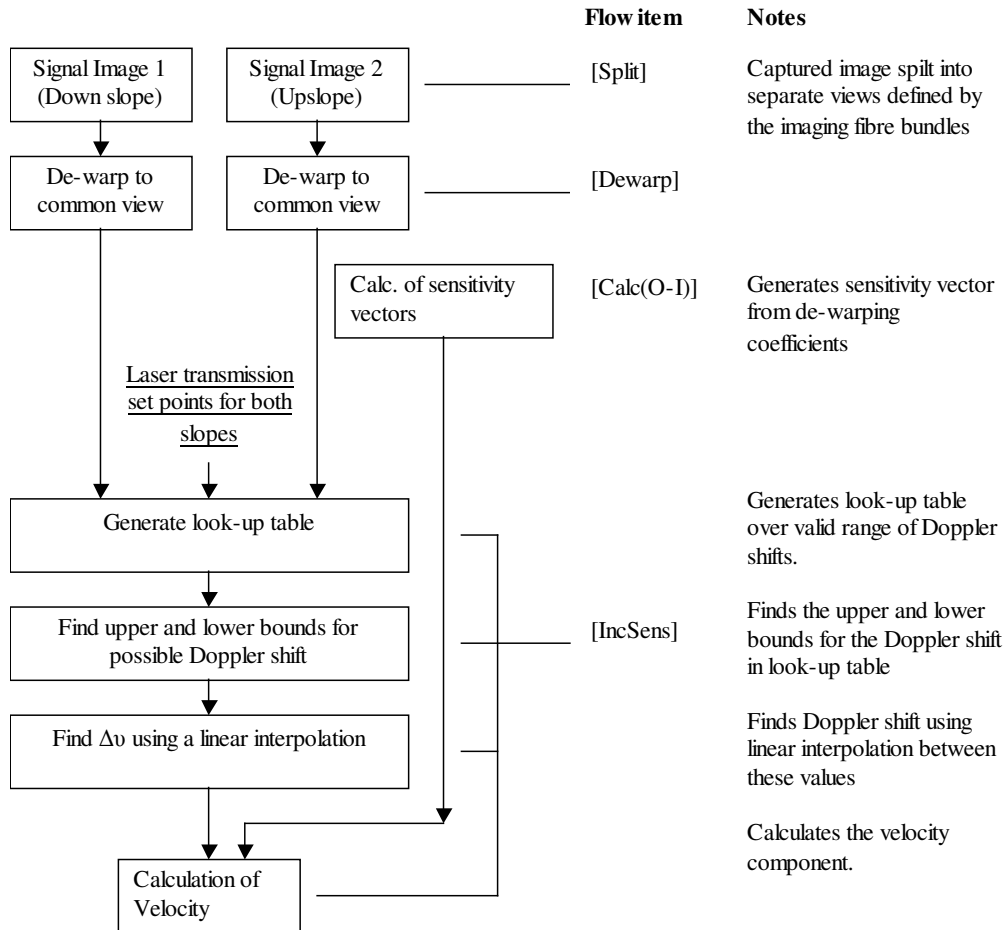 Flow item
Notes
Signal Image 1
(Down slope)
Signal Image 2
(Upslope)
[Split]
Captured image spilt into
separate views defined by
the imaging fibre bundles
De-warp to
common view
De-warp to
common view
[Dewarp]
Calc. of sensitivity
vectors
[Calc(O-I)]
Generates sensitivity vector
from de-warping
coefficients
Laser transmission
set points for both
slopes
Generate look-up table
Generates look-up table
over valid range of Doppler
shifts.
Find upper and lower bounds for
possible Doppler shift
[IncSens]
Finds the upper and lower
bounds for the Doppler shift
in look-up table
Find Δυ using a linear interpolation
Finds Doppler shift using
linear interpolation between
these values
Calculation of
Velocity
Calculates the velocity
component.